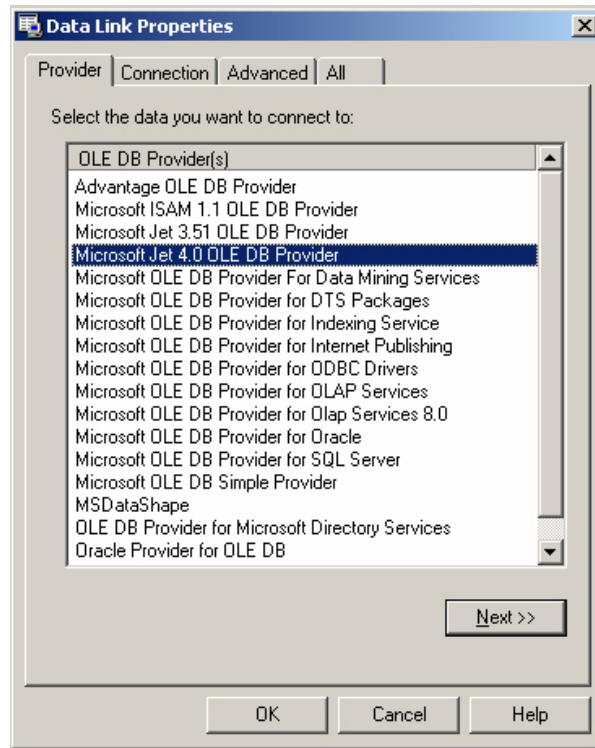 Data Link Properties
Provider Connection Advanced All
Select the data you want to connect to:
OLE DB Provider(s)
Advantage OLE DB Provider
Microsoft ISAM 1.1 OLE DB Provider
Microsoft Jet 3.51 OLE DB Provider
Microsoft Jet 4.0 OLE DB Provider
Microsoft OLE DB Provider For Data Mining Services
Microsoft OLE DB Provider for DTS Packages
Microsoft OLE DB Provider for Indexing Service
Microsoft OLE DB Provider for Internet Publishing
Microsoft OLE DB Provider for ODBC Drivers
Microsoft OLE DB Provider for OLAP Services
Microsoft OLE DB Provider for Olap Services 8.0
Microsoft OLE DB Provider for Oracle
Microsoft OLE DB Provider for SQL Server
Microsoft OLE DB Simple Provider
MSDataShape
OLE DB Provider for Microsoft Directory Services
Oracle Provider for OLE DB
Next >>
OK Cancel Help